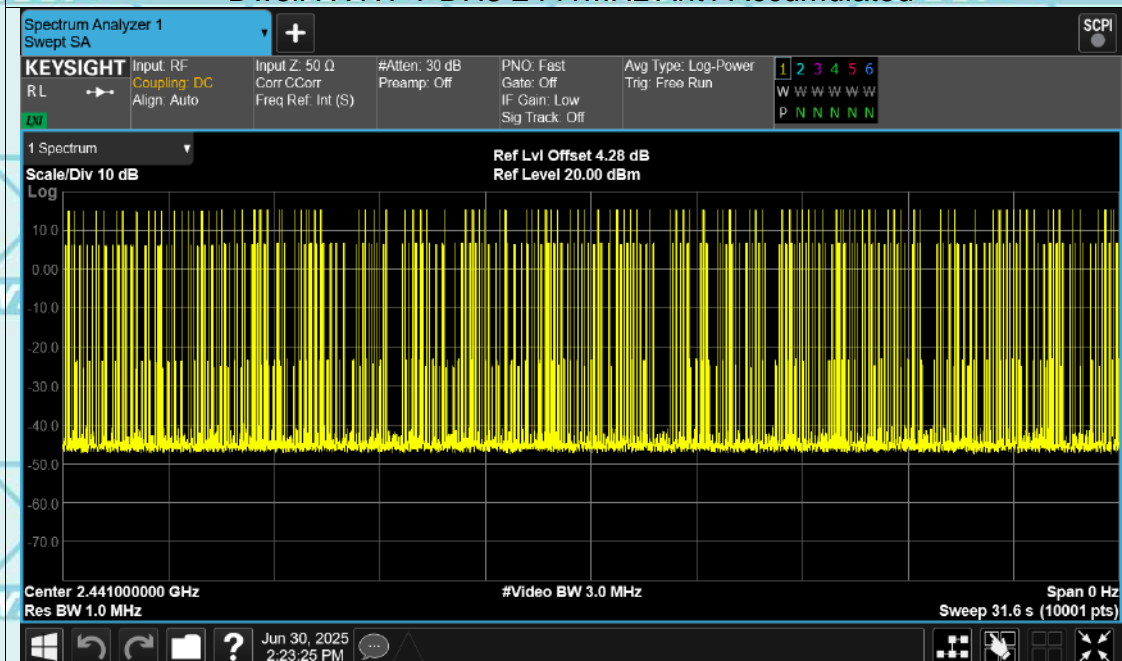 Spectrum Analyzer 1
Swept SA
+
SCPI
KEYSIGHT
RL
LXI
Input: RF
Coupling: DC
Align: Auto
Input Z: 50 Ω
Corr CCorr
Freq Ref: Int (S)
#Atten: 30 dB
Preamp: Off
PNO: Fast
Gate: Off
IF Gain: Low
Sig Track: Off
Avg Type: Log-Power
Trig: Free Run
1 2 3 4 5 6
W W W W W W
P N N N N N
1 Spectrum
Scale/Div 10 dB
Ref Lvl Offset 4.28 dB
Ref Level 20.00 dBm
Log
10.0
0.00
-10.0
-20.0
-30.0
-40.0
-50.0
-60.0
-70.0
Center 2.441000000 GHz
#Video BW 3.0 MHz
Span 0 Hz
Res BW 1.0 MHz
Sweep 31.6 s (10001 pts)
?
Jun 30, 2025
2:23:25 PM